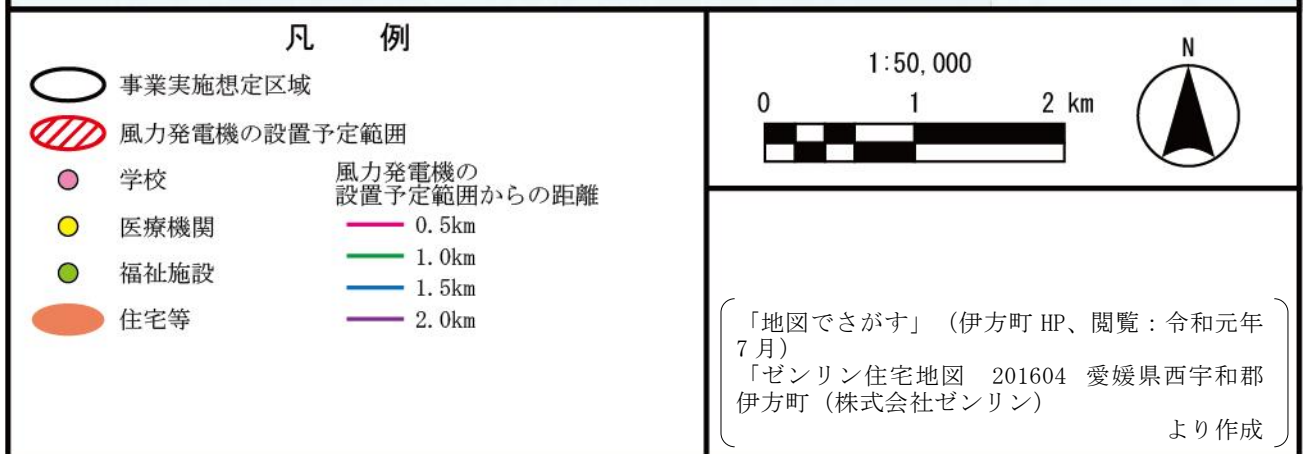 凡　例
事業実施想定区域
風力発電機の設置予定範囲
学校
医療機関
福祉施設
住宅等
風力発電機の
設置予定範囲からの距離
0.5km
1.0km
1.5km
2.0km
1:50,000
0 1 2 km
N
「地図でさがす」（伊方町 HP、閲覧：令和元年
7 月）
「ゼンリン住宅地図　201604　愛媛県西宇和郡
伊方町（株式会社ゼンリン）
より作成